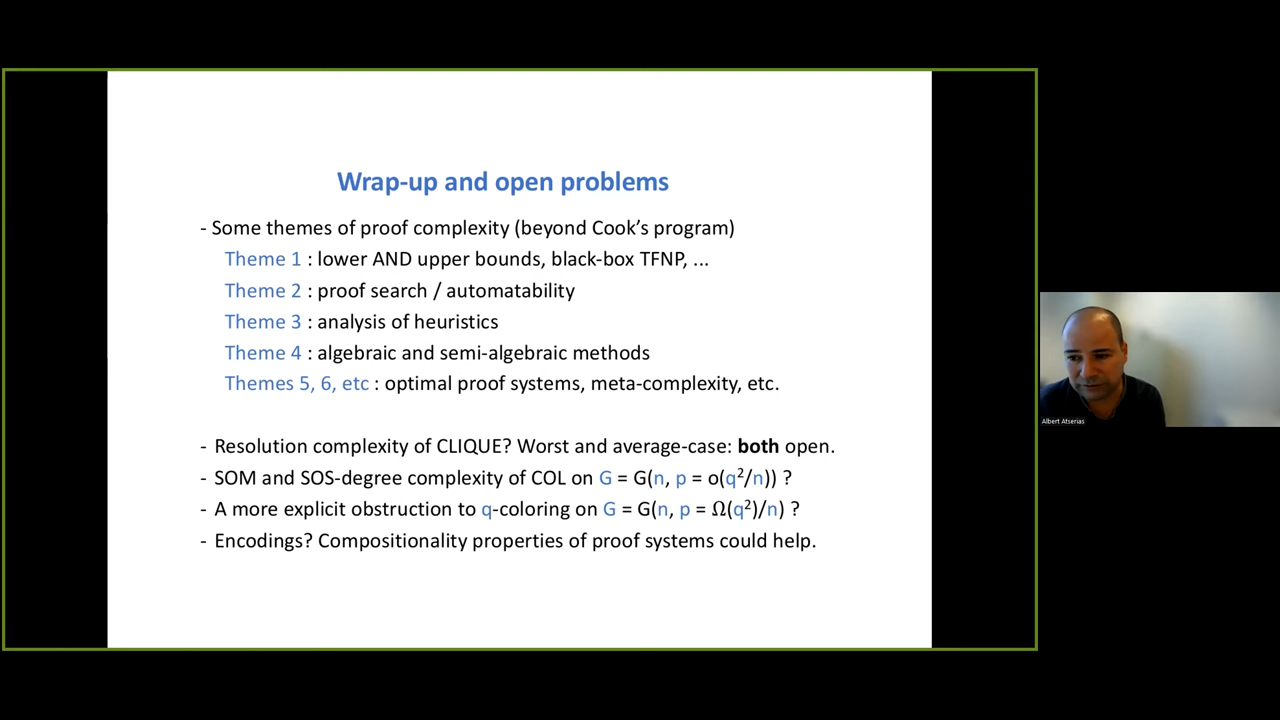 Wrap-up and open problems
- Some themes of proof complexity (beyond Cook's program)
Theme 1 : lower AND upper bounds, black-box TFNP, ...
Theme 2 : proof search / automatability
Theme 3 : analysis of heuristics
Theme 4 : algebraic and semi-algebraic methods
Themes 5, 6, etc : optimal proof systems, meta-complexity, etc.
- Resolution complexity of CLIQUE? Worst and average-case: both open.
- SOM and SOS-degree complexity of COL on G = G(n, p = o(q²/n)) ?
- A more explicit obstruction to q-coloring on G = G(n, p = Ω(q²)/n) ?
- Encodings? Compositionality properties of proof systems could help.
Albert Atserias